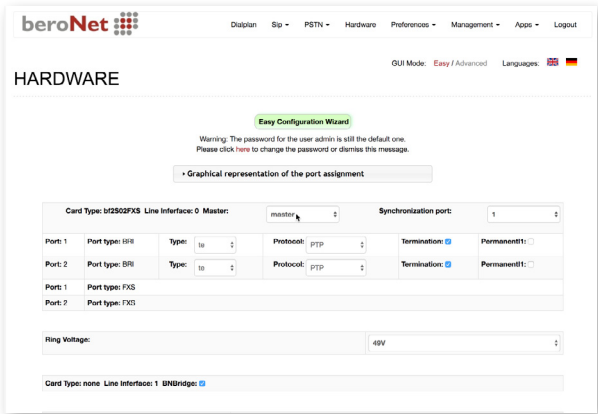 beroNet
Dialplan Sip PSTN Hardware Preferences Management Apps Logout
GUI Mode: Easy / Advanced Languages:
HARDWARE
Easy Configuration Wizard
Warning: The password for the user admin is still the default one.
Please click here to change the password or dismiss this message.
Graphical representation of the port assignment
Card Type: bf2S02FXS Line Interface: 0 Master: master Synchronization port: 1
Port: 1 Port type: BRI Type: te Protocol: PTP Termination: Permanentl1:
Port: 2 Port type: BRI Type: te Protocol: PTP Termination: Permanentl1:
Port: 1 Port type: FXS
Port: 2 Port type: FXS
Ring Voltage: 49V
Card Type: none Line Interface: 1 BNBridge: